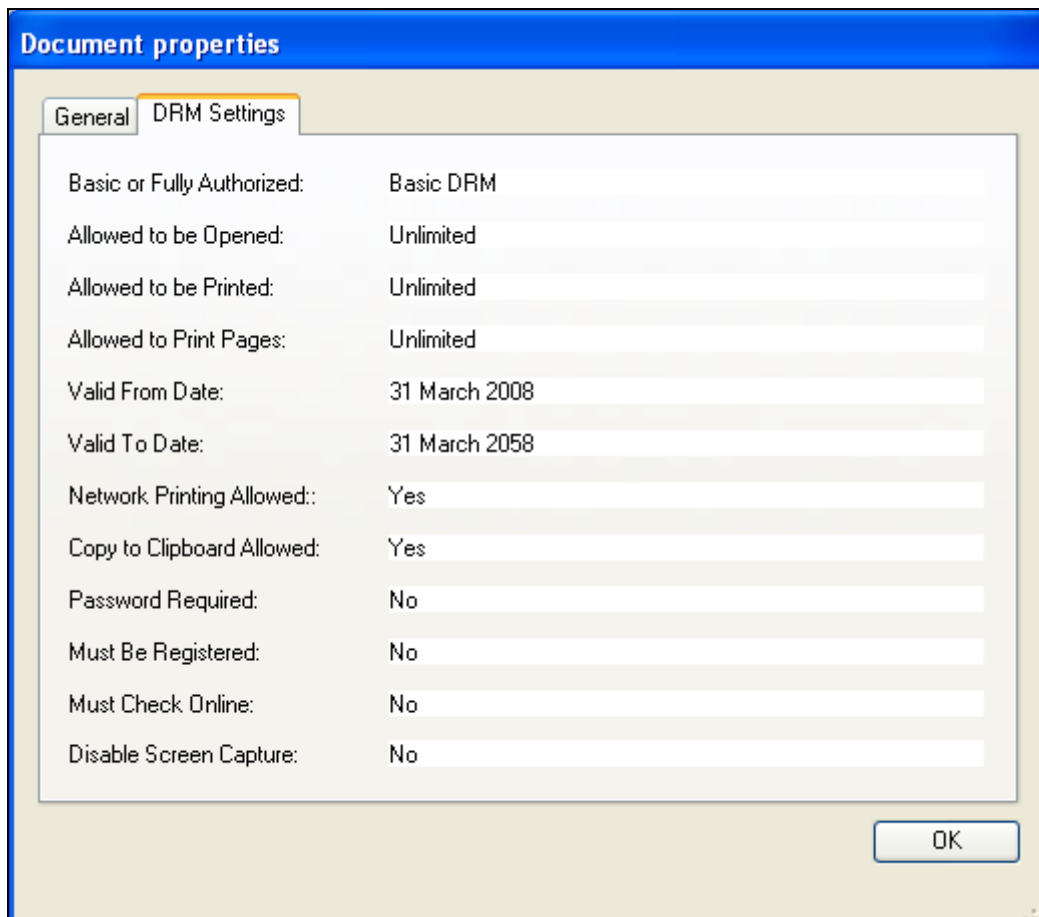 Document properties
General DRM Settings
Basic or Fully Authorized: Basic DRM
Allowed to be Opened: Unlimited
Allowed to be Printed: Unlimited
Allowed to Print Pages: Unlimited
Valid From Date: 31 March 2008
Valid To Date: 31 March 2058
Network Printing Allowed:: Yes
Copy to Clipboard Allowed: Yes
Password Required: No
Must Be Registered: No
Must Check Online: No
Disable Screen Capture: No
OK